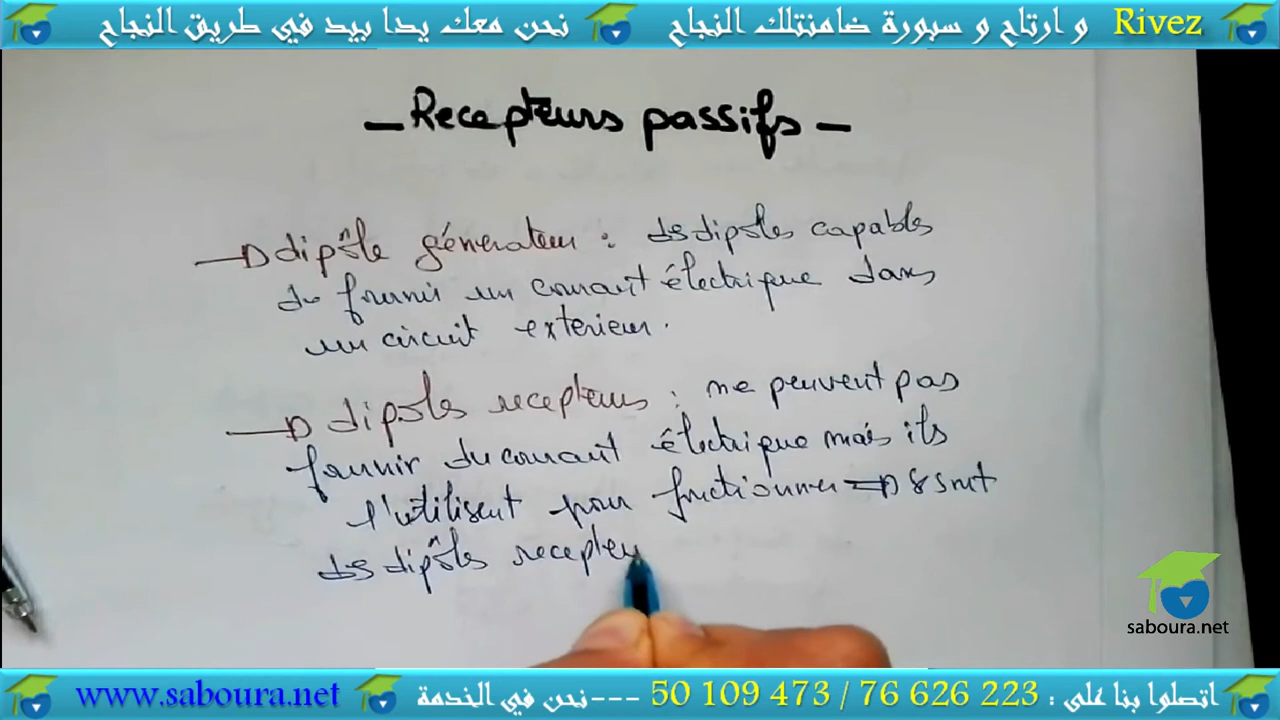 Rivez و ارتاح و سبورة ضامنتلك النجاح نحن معك يدا بيد في طريق النجاح
- Recepteurs passifs -
dipôle générateur : des dipôles capables
de fournir un courant électrique dans
un circuit exterieur.
dipôles recepteurs : ne peuvent pas
fournir du courant électrique mais ils
l'utilisent pour fonctionner ⇒ sont
des dipôles recepteu
saboura.net
اتصلوا بنا على : 50 109 473 / 76 626 223 ---نحن في الخدمة www.saboura.net